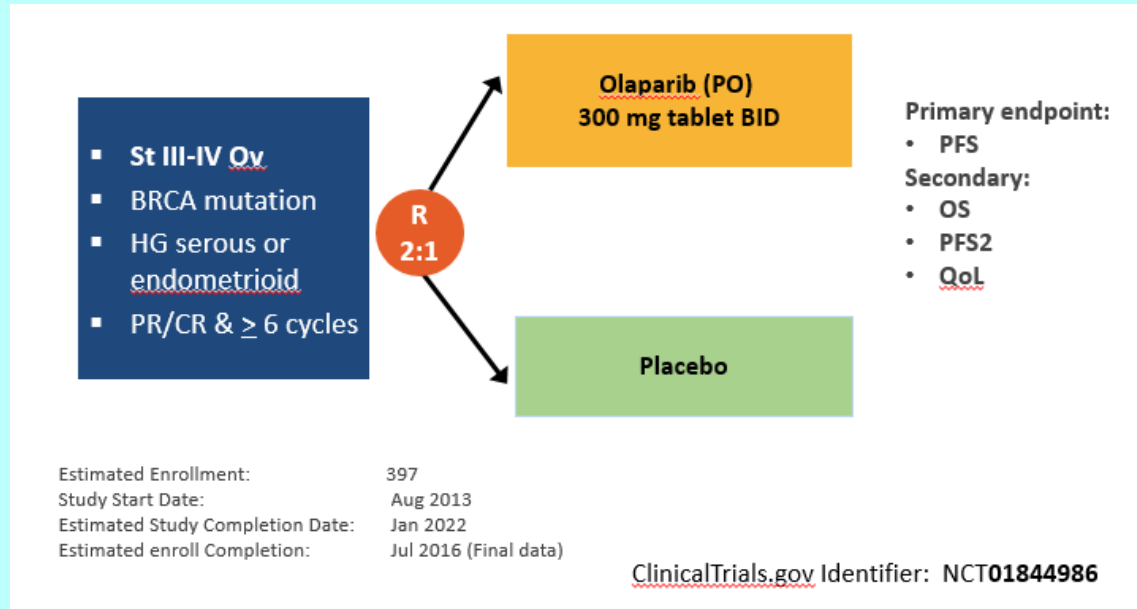 ▪ St III-IV Ov
▪ BRCA mutation
▪ HG serous or
endometrioid
▪ PR/CR & ≥ 6 cycles
R
2:1
Olaparib (PO)
300 mg tablet BID
Placebo
Primary endpoint:
• PFS
Secondary:
• OS
• PFS2
• QoL
Estimated Enrollment: 397
Study Start Date: Aug 2013
Estimated Study Completion Date: Jan 2022
Estimated enroll Completion: Jul 2016 (Final data)
ClinicalTrials.gov Identifier: NCT01844986